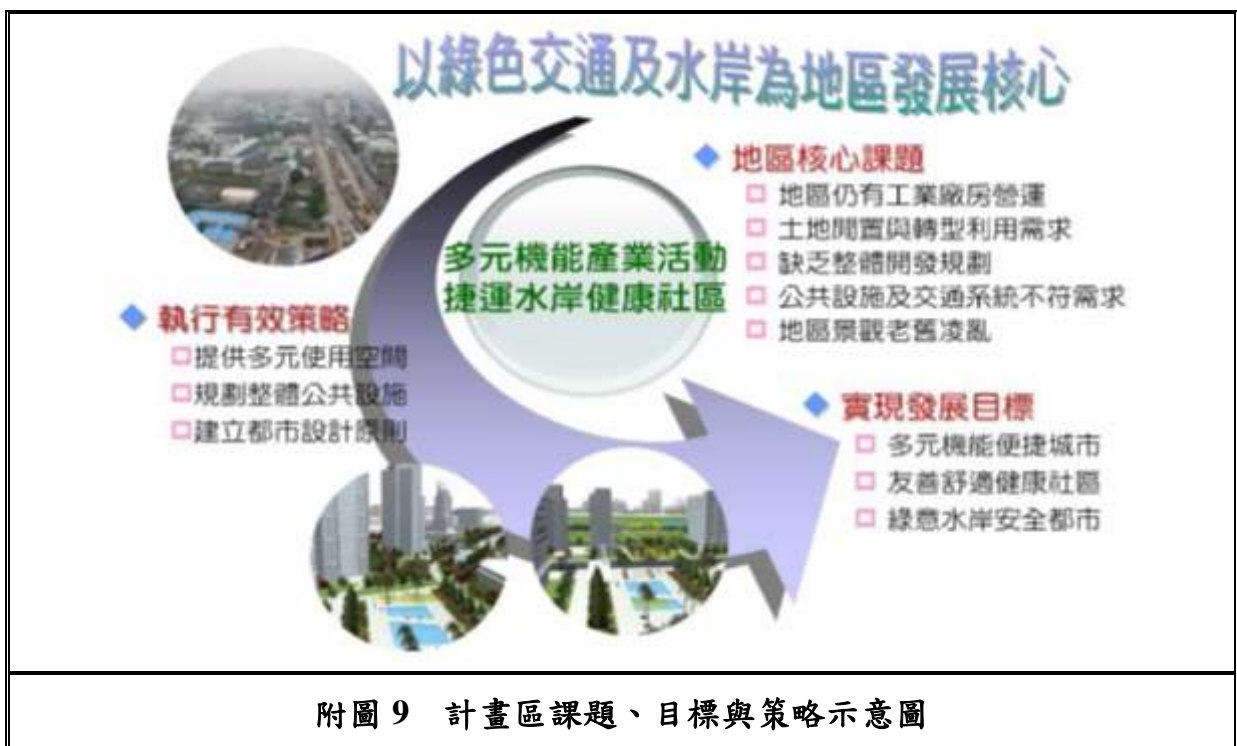 以綠色交通及水岸為地區發展核心
多元機能產業活動
捷運水岸健康社區
地區核心課題
地區仍有工業廠房營運
土地閒置與轉型利用需求
缺乏整體開發規劃
公共設施及交通系統不符需求
地區景觀老舊凌亂
執行有效策略
提供多元使用空間
規劃整體公共設施
建立都市設計原則
實現發展目標
多元機能便捷城市
友善舒適健康社區
綠意水岸安全都市
附圖 9 計畫區課題、目標與策略示意圖